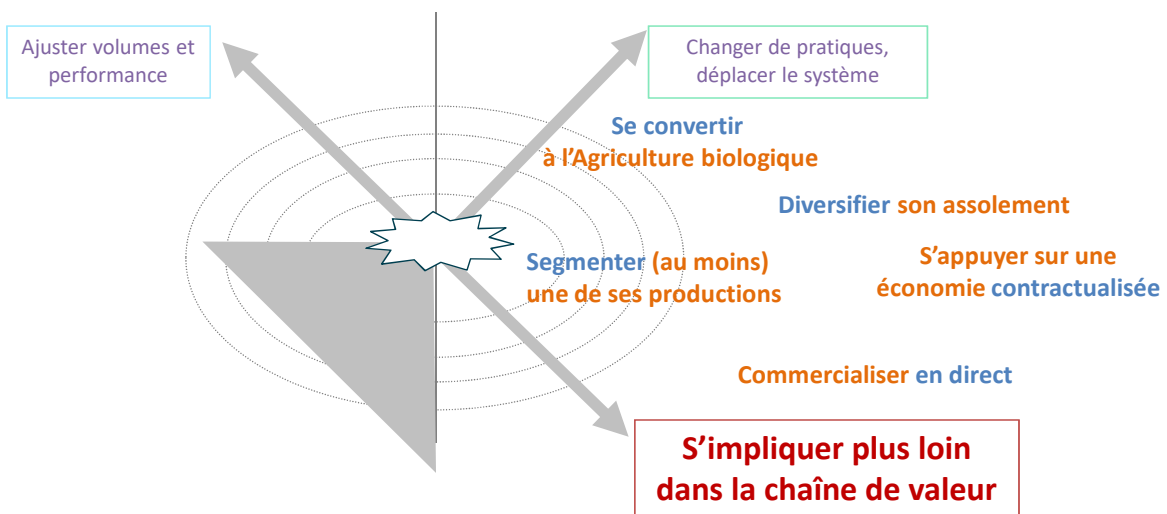 Ajuster volumes et
performance
Changer de pratiques,
déplacer le système
Se convertir
à l'Agriculture biologique
Diversifier son assolement
Segmenter (au moins)
une de ses productions
S'appuyer sur une
économie contractualisée
Commercialiser en direct
S'impliquer plus loin
dans la chaîne de valeur